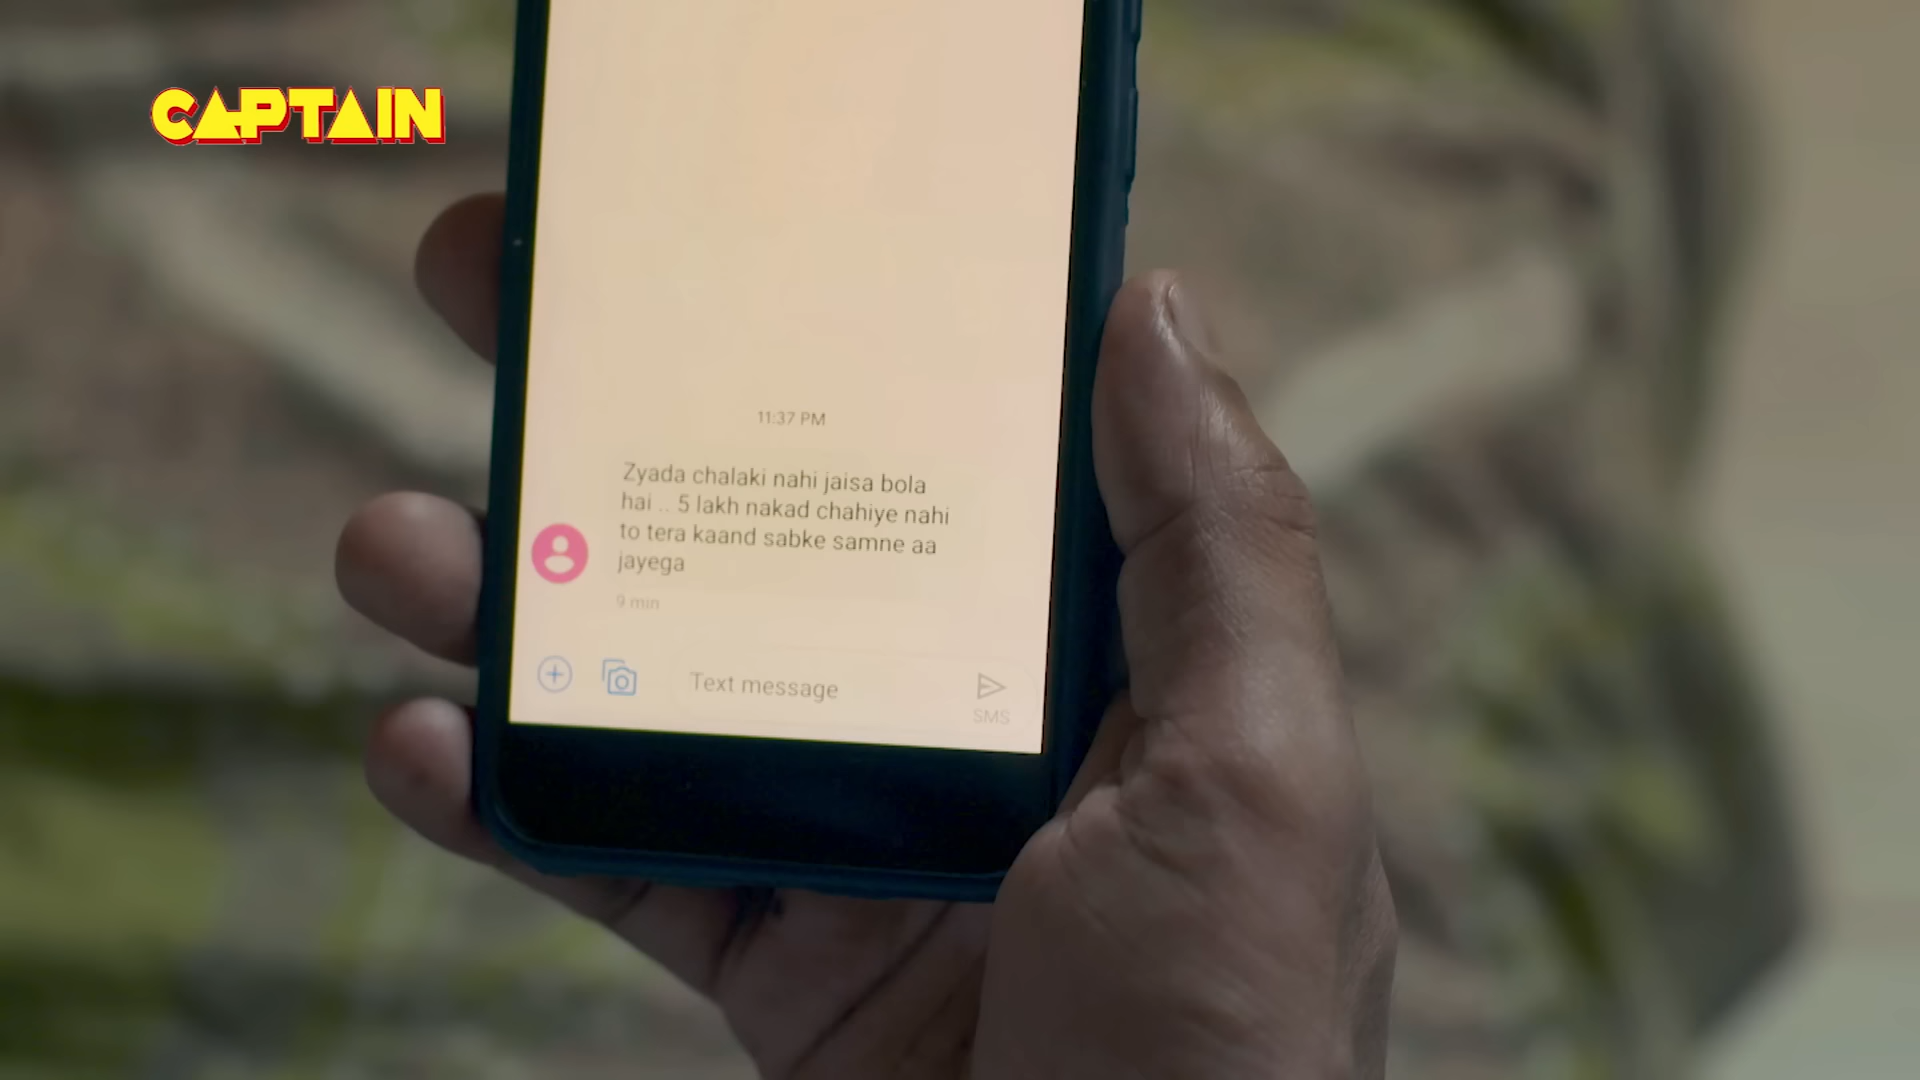 CAPTAIN
11:37 PM
Zyada chalaki nahi jaisa bola
hai .. 5 lakh nakad chahiye nahi
to tera kaand sabke samne aa
jayega
9 min
Text message
SMS